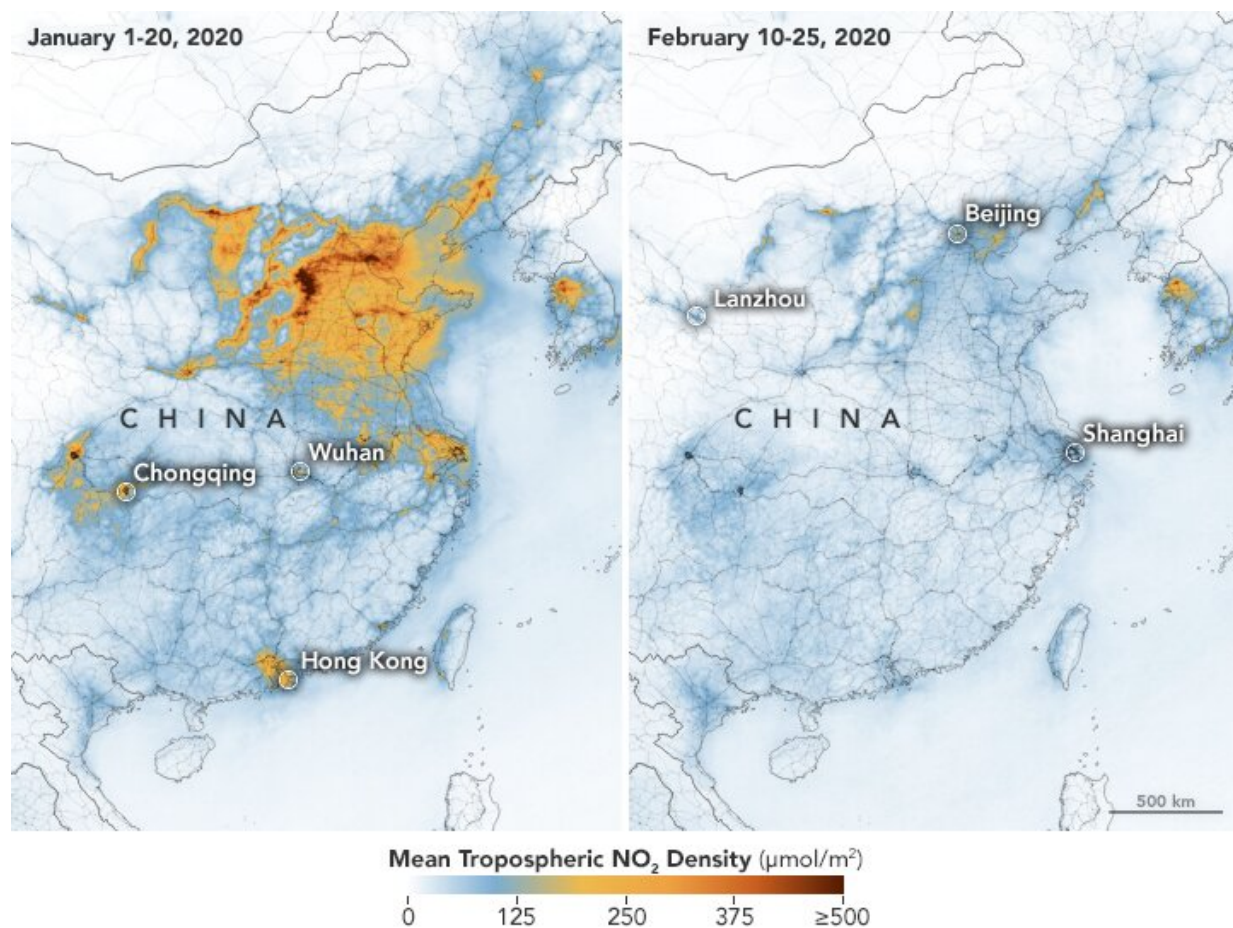 January 1-20, 2020
February 10-25, 2020
Beijing
Lanzhou
CHINA
CHINA
Shanghai
Wuhan
Chongqing
Hong Kong
500 km
Mean Tropospheric NO₂ Density (μmol/m²)
0 125 250 375 ≥500